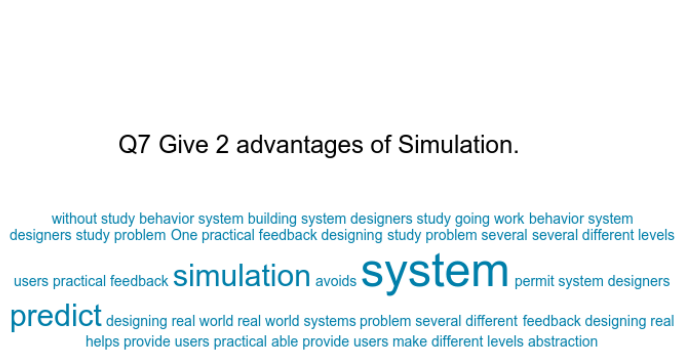 Q7 Give 2 advantages of Simulation.
without study behavior system building system designers study going work behavior system
designers study problem One practical feedback designing study problem several several different levels
users practical feedback simulation avoids system permit system designers
predict designing real world real world systems problem several different feedback designing real
helps provide users practical able provide users make different levels abstraction